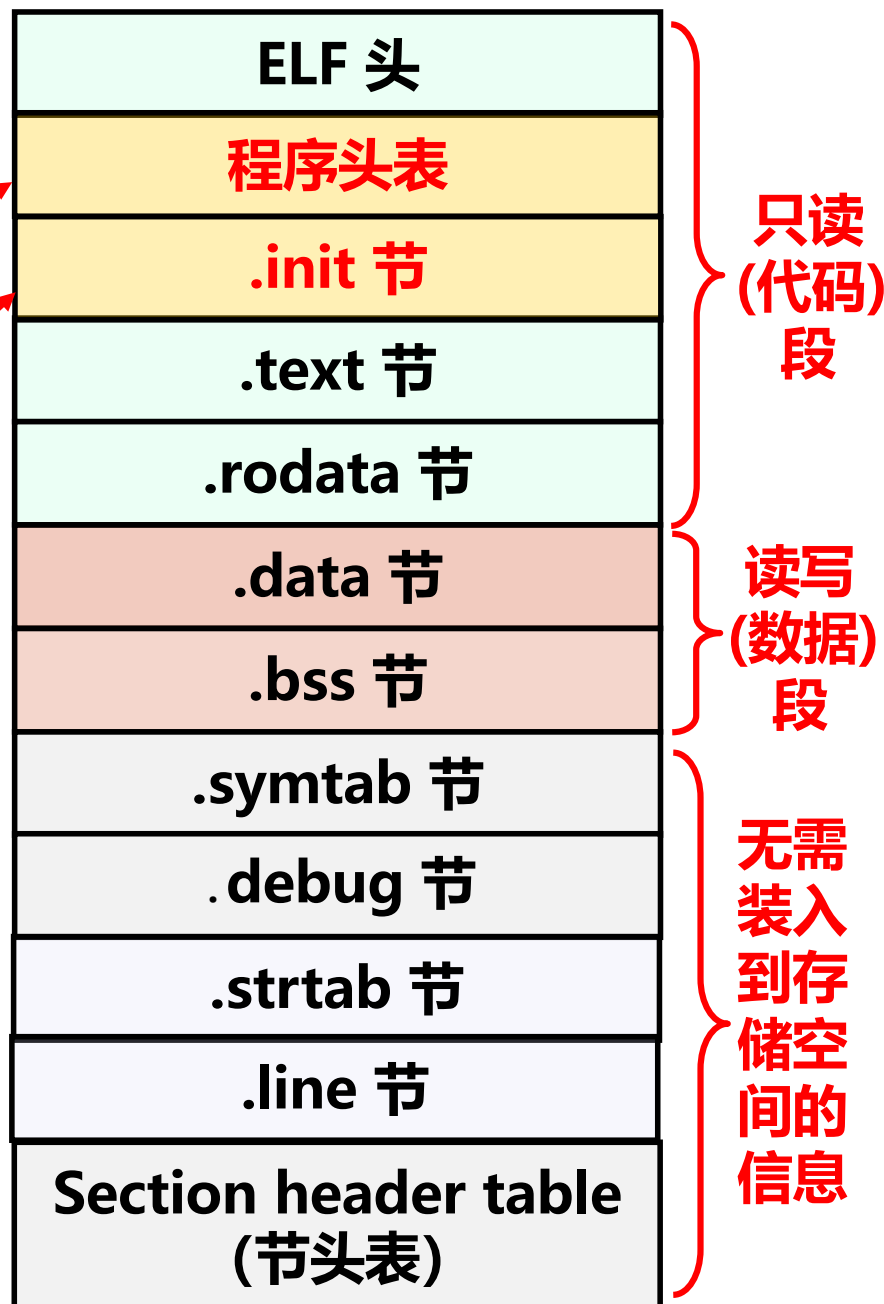 ELF 头
程序头表
.init 节
.text 节
.rodata 节
只读
(代码)
段
.data 节
.bss 节
读写
(数据)
段
.symtab 节
.debug 节
.strtab 节
.line 节
Section header table
(节头表)
无需
装入
到存
储空
间的
信息